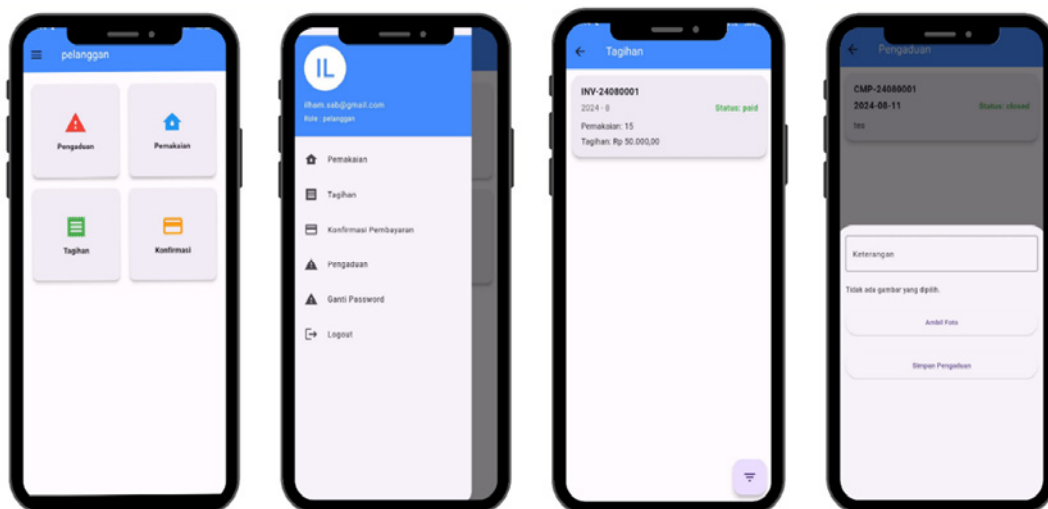 pelanggan
Pengaduan
Pemakaian
Tagihan
Konfirmasi
IL
ilham.sab@gmail.com
Role : pelanggan
Pemakaian
Tagihan
Konfirmasi Pembayaran
Pengaduan
Ganti Password
Logout
Tagihan
INV-24080001
2024 - 8
Status: paid
Pemakaian: 15
Tagihan: Rp 50.000,00
Pengaduan
CMP-24080001
2024-08-11
Status: closed
tes
Keterangan
Tidak ada gambar yang dipilih.
Ambil Foto
Simpan Pengaduan